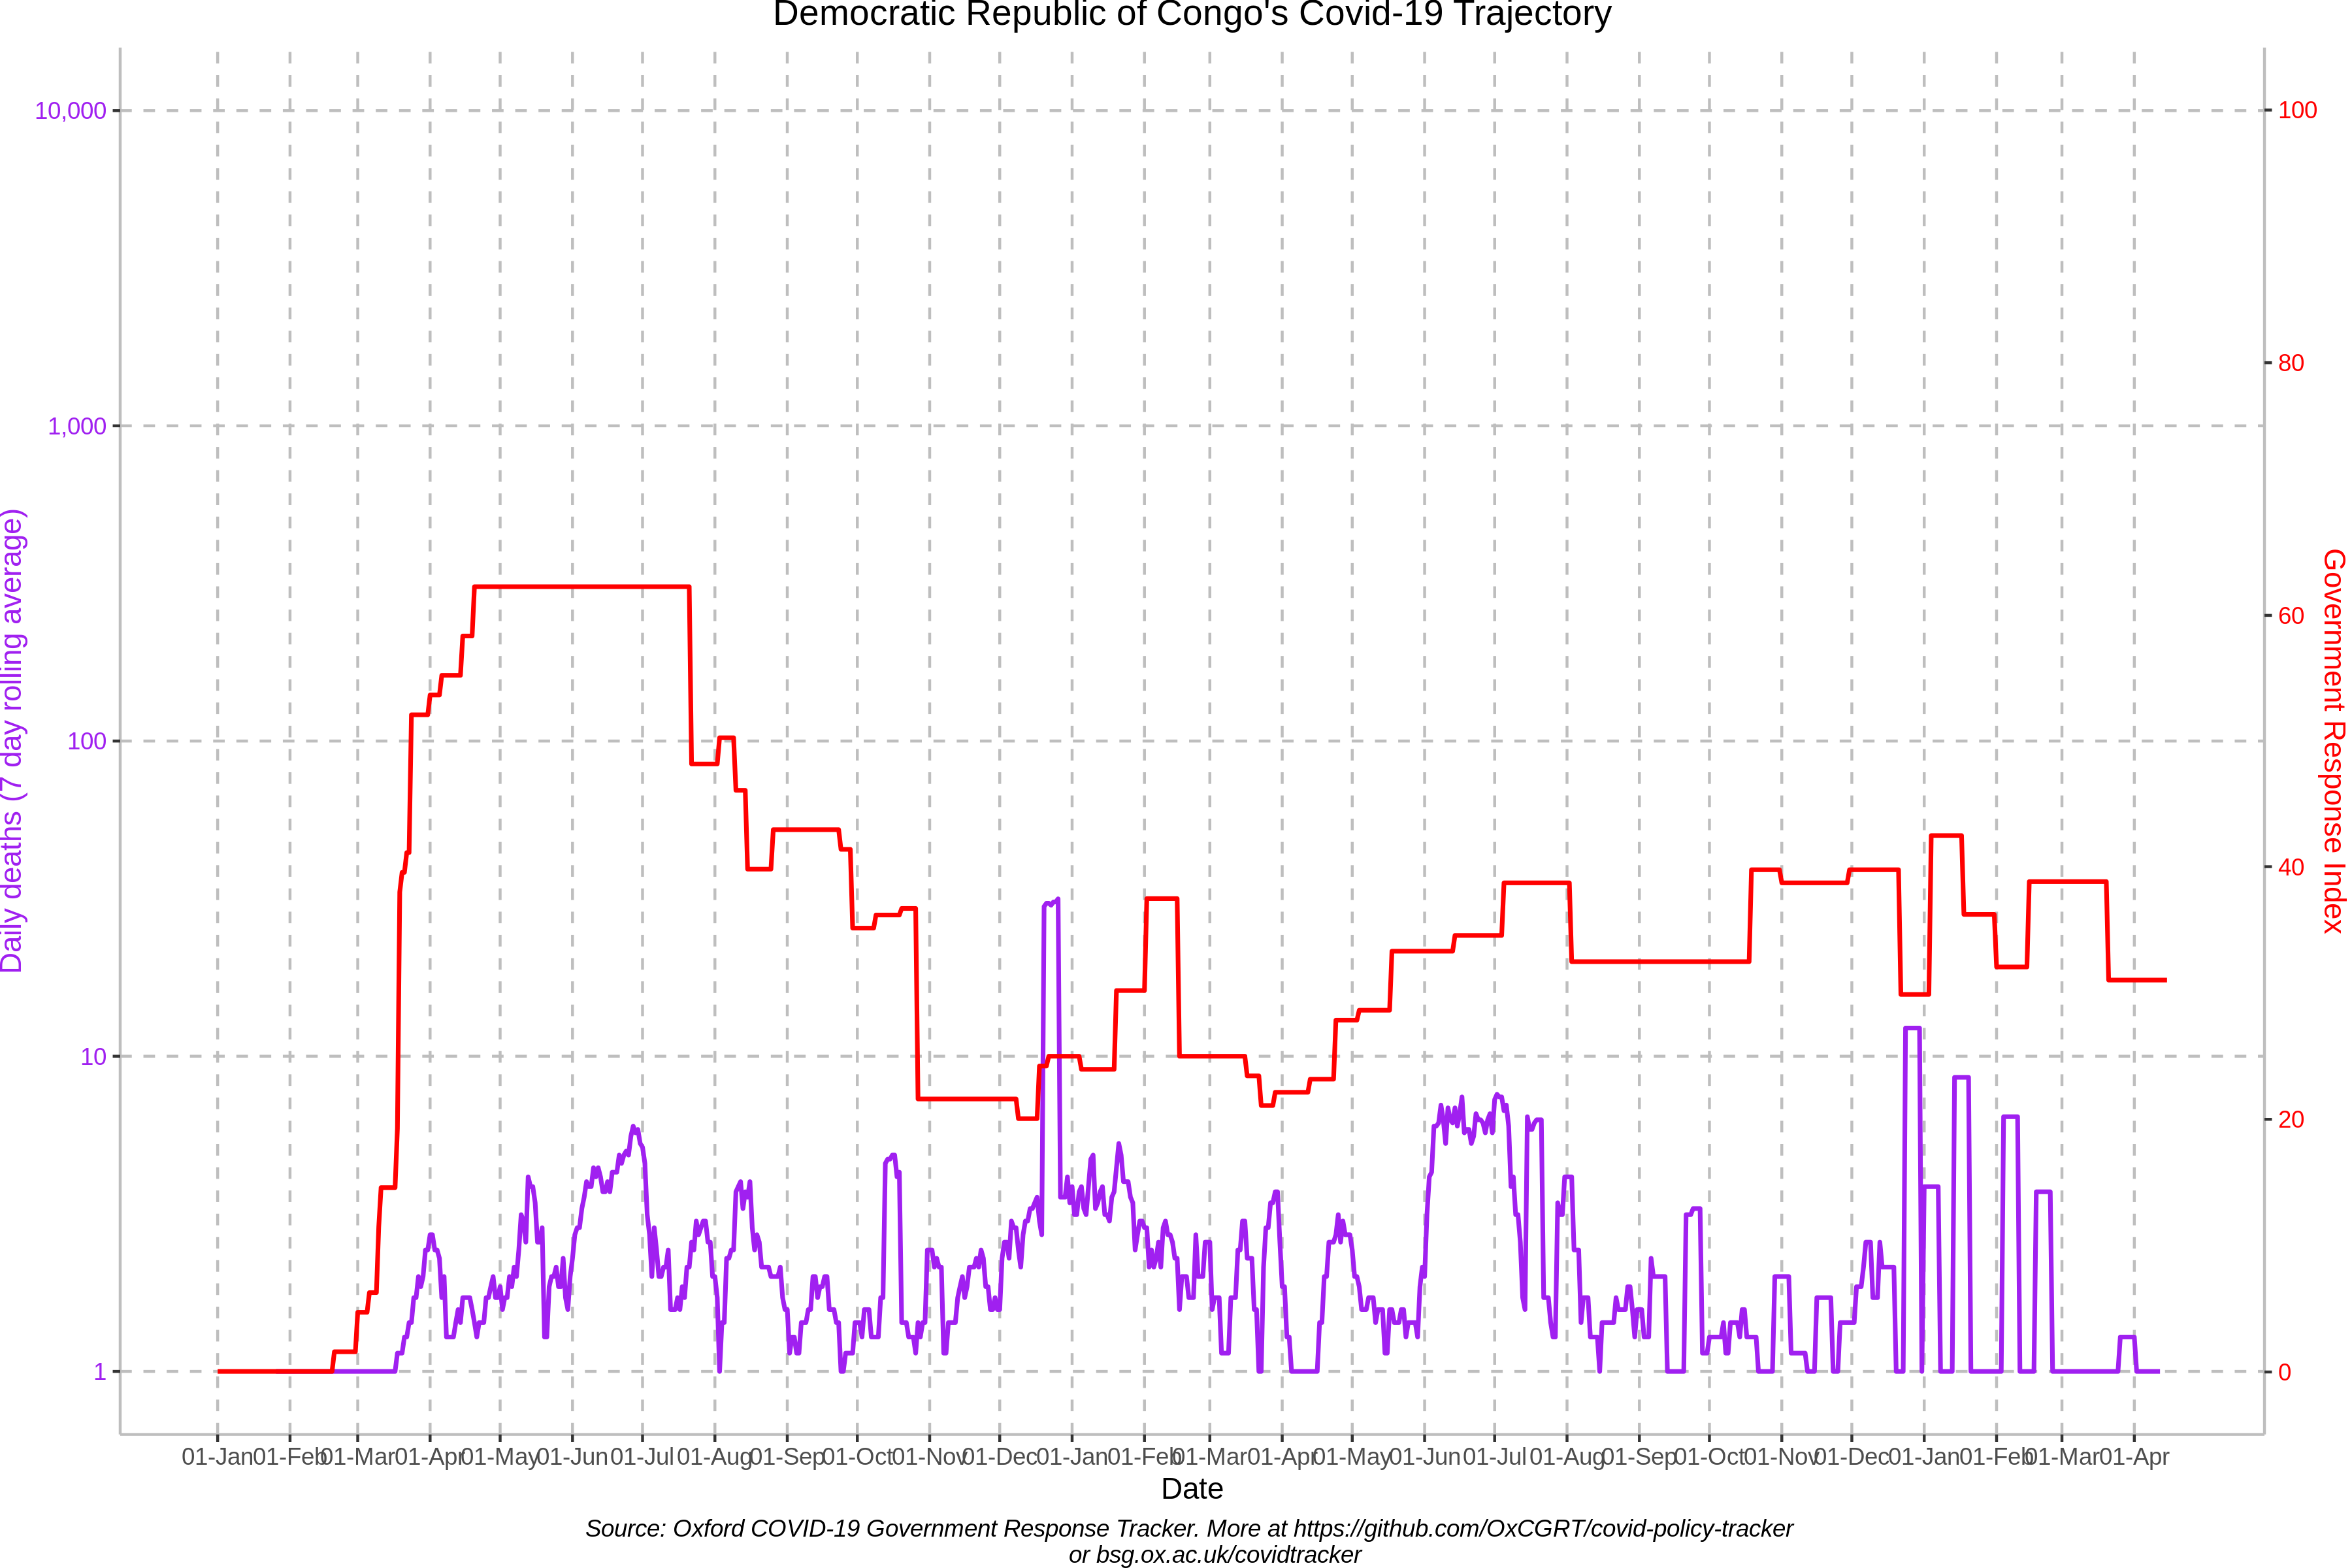 Democratic Republic of Congo's Covid-19 Trajectory
10,000
1,000
100
10
1
Daily deaths (7 day rolling average)
100
80
60
40
20
0
Government Response Index
01-Jan 01-Feb 01-Mar 01-Apr 01-May 01-Jun 01-Jul 01-Aug 01-Sep 01-Oct 01-Nov 01-Dec 01-Jan 01-Feb 01-Mar 01-Apr 01-May 01-Jun 01-Jul 01-Aug 01-Sep 01-Oct 01-Nov 01-Dec 01-Jan 01-Feb 01-Mar 01-Apr
Date
Source: Oxford COVID-19 Government Response Tracker. More at https://github.com/OxCGRT/covid-policy-tracker
or bsg.ox.ac.uk/covidtracker